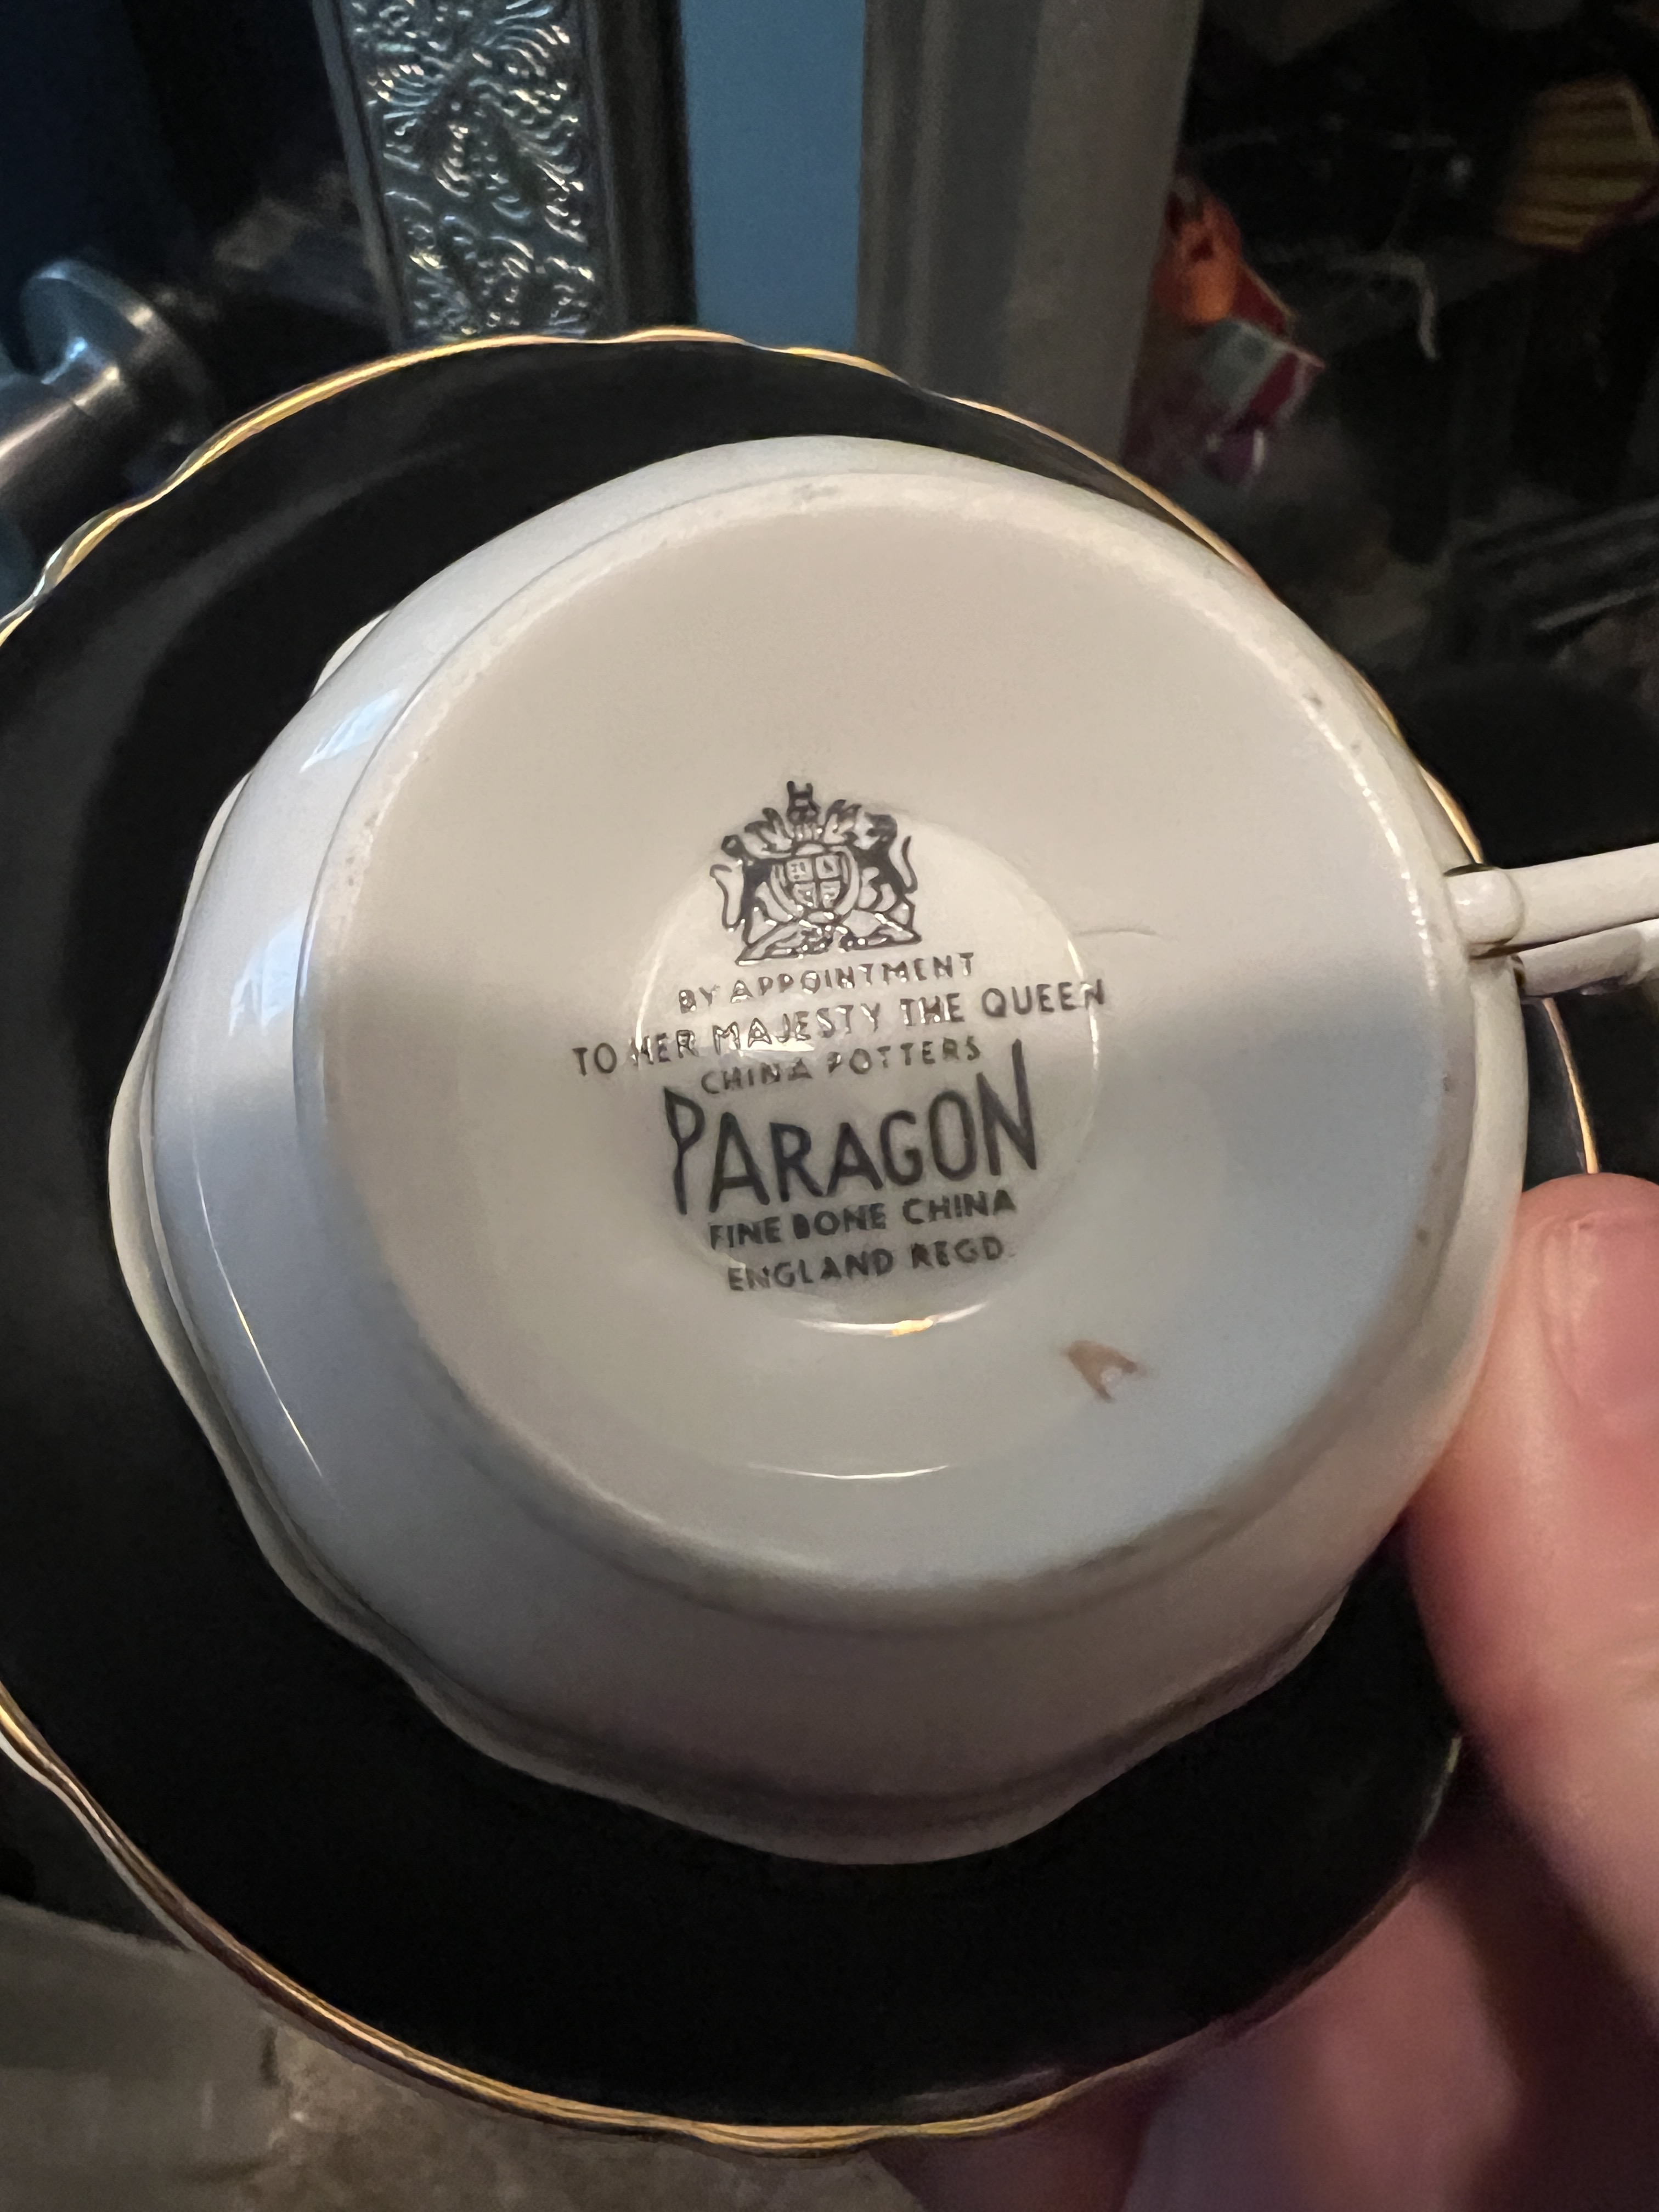 BY APPOINTMENT
TO HER MAJESTY THE QUEEN
CHINA POTTERS
PARAGON
FINE BONE CHINA
ENGLAND REGD.